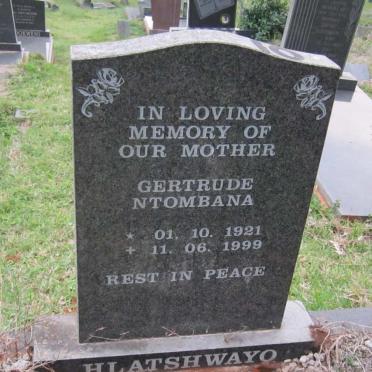 IN LOVING
MEMORY OF
OUR MOTHER
GERTRUDE
NTOMBANA
* 01. 10. 1921
+ 11. 06. 1999
REST IN PEACE
HLATSHWAYO